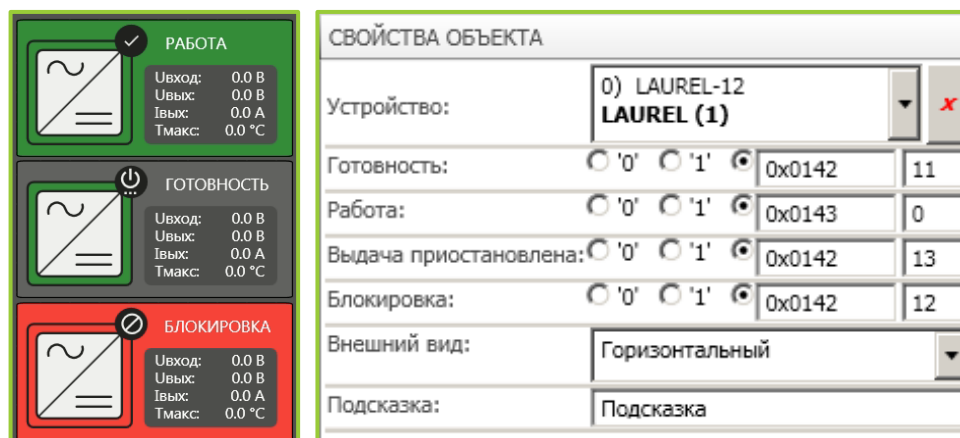 РАБОТА
Uвход: 0.0 В
Uвых: 0.0 В
Iвых: 0.0 А
Tмакс: 0.0 °C
ГОТОВНОСТЬ
Uвход: 0.0 В
Uвых: 0.0 В
Iвых: 0.0 А
Tмакс: 0.0 °C
БЛОКИРОВКА
Uвход: 0.0 В
Uвых: 0.0 В
Iвых: 0.0 А
Tмакс: 0.0 °C
СВОЙСТВА ОБЪЕКТА
Устройство: 0) LAUREL-12
LAUREL (1)
x
Готовность: '0' '1' 0x0142 11
Работа: '0' '1' 0x0143 0
Выдача приостановлена: '0' '1' 0x0142 13
Блокировка: '0' '1' 0x0142 12
Внешний вид: Горизонтальный
Подсказка: Подсказка